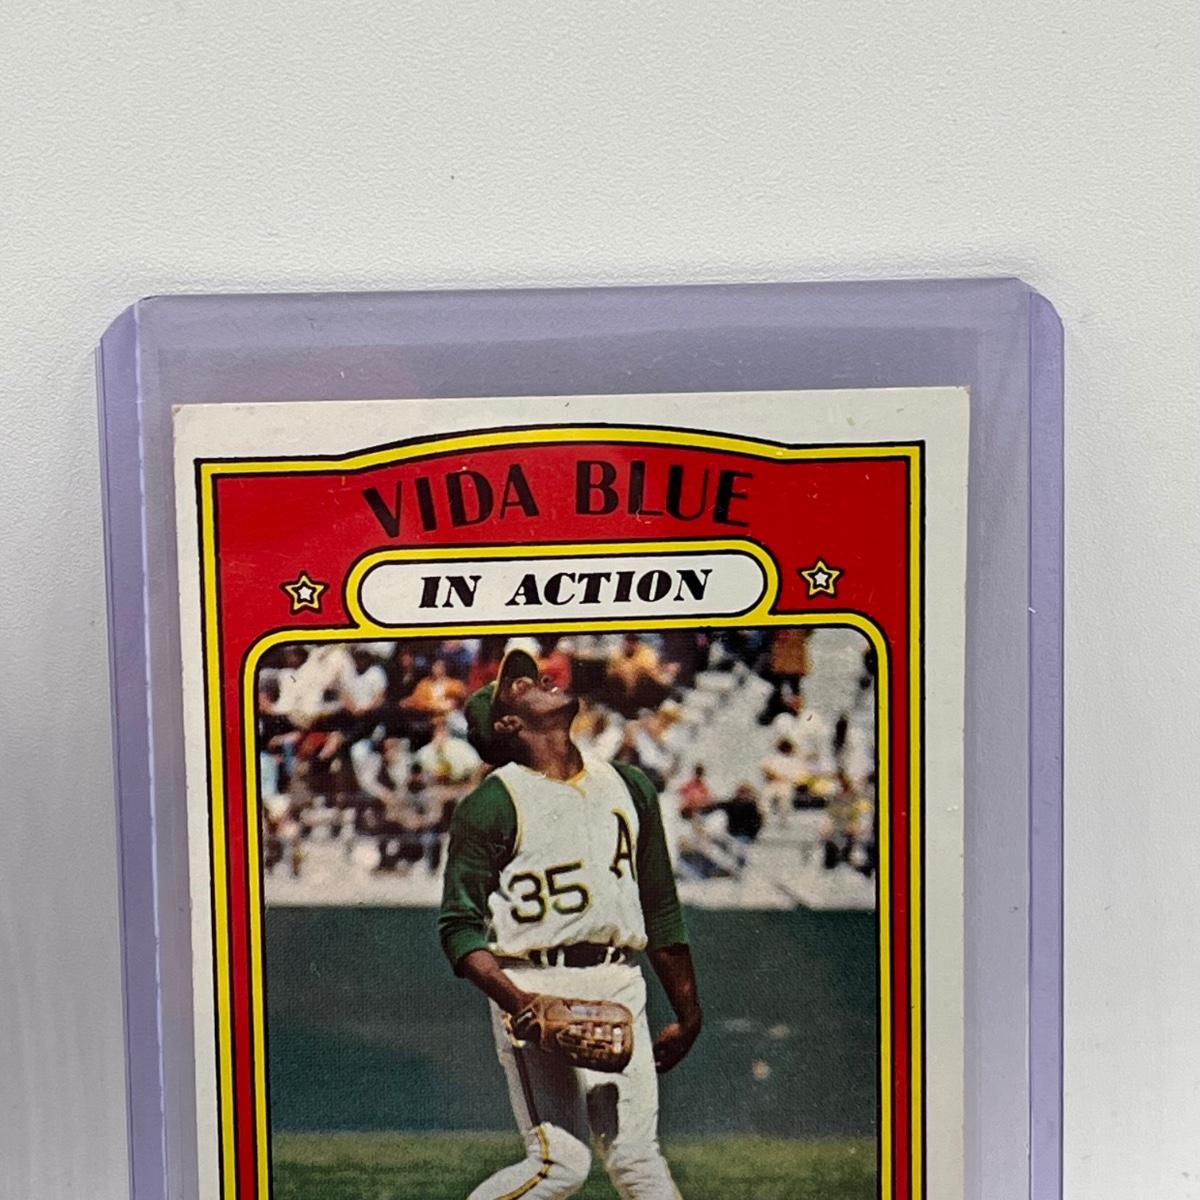 VIDA BLUE
IN ACTION
A
35